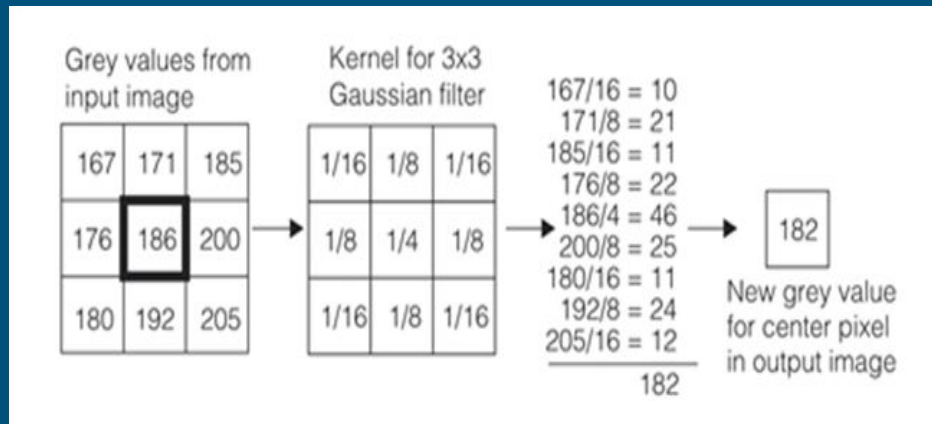 Grey values from
input image
167 171 185
176 186 200
180 192 205
Kernel for 3x3
Gaussian filter
1/16 1/8 1/16
1/8 1/4 1/8
1/16 1/8 1/16
167/16 = 10
171/8 = 21
185/16 = 11
176/8 = 22
186/4 = 46
200/8 = 25
180/16 = 11
192/8 = 24
205/16 = 12
182
182
New grey value
for center pixel
in output image